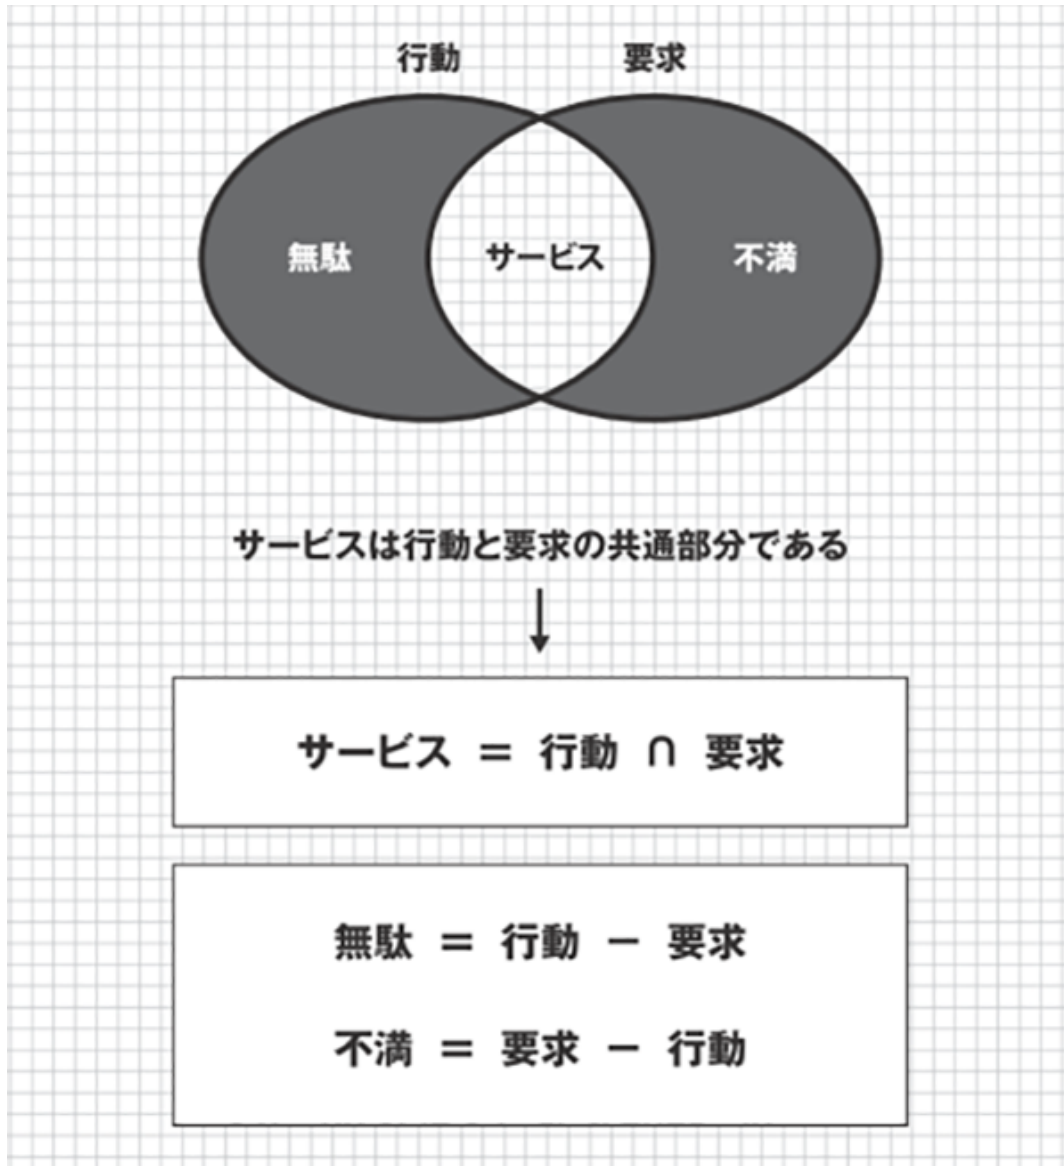 行動 要求
無駄 サービス 不満
サービスは行動と要求の共通部分である
サービス = 行動 ∩ 要求
無駄 = 行動 − 要求
不満 = 要求 − 行動